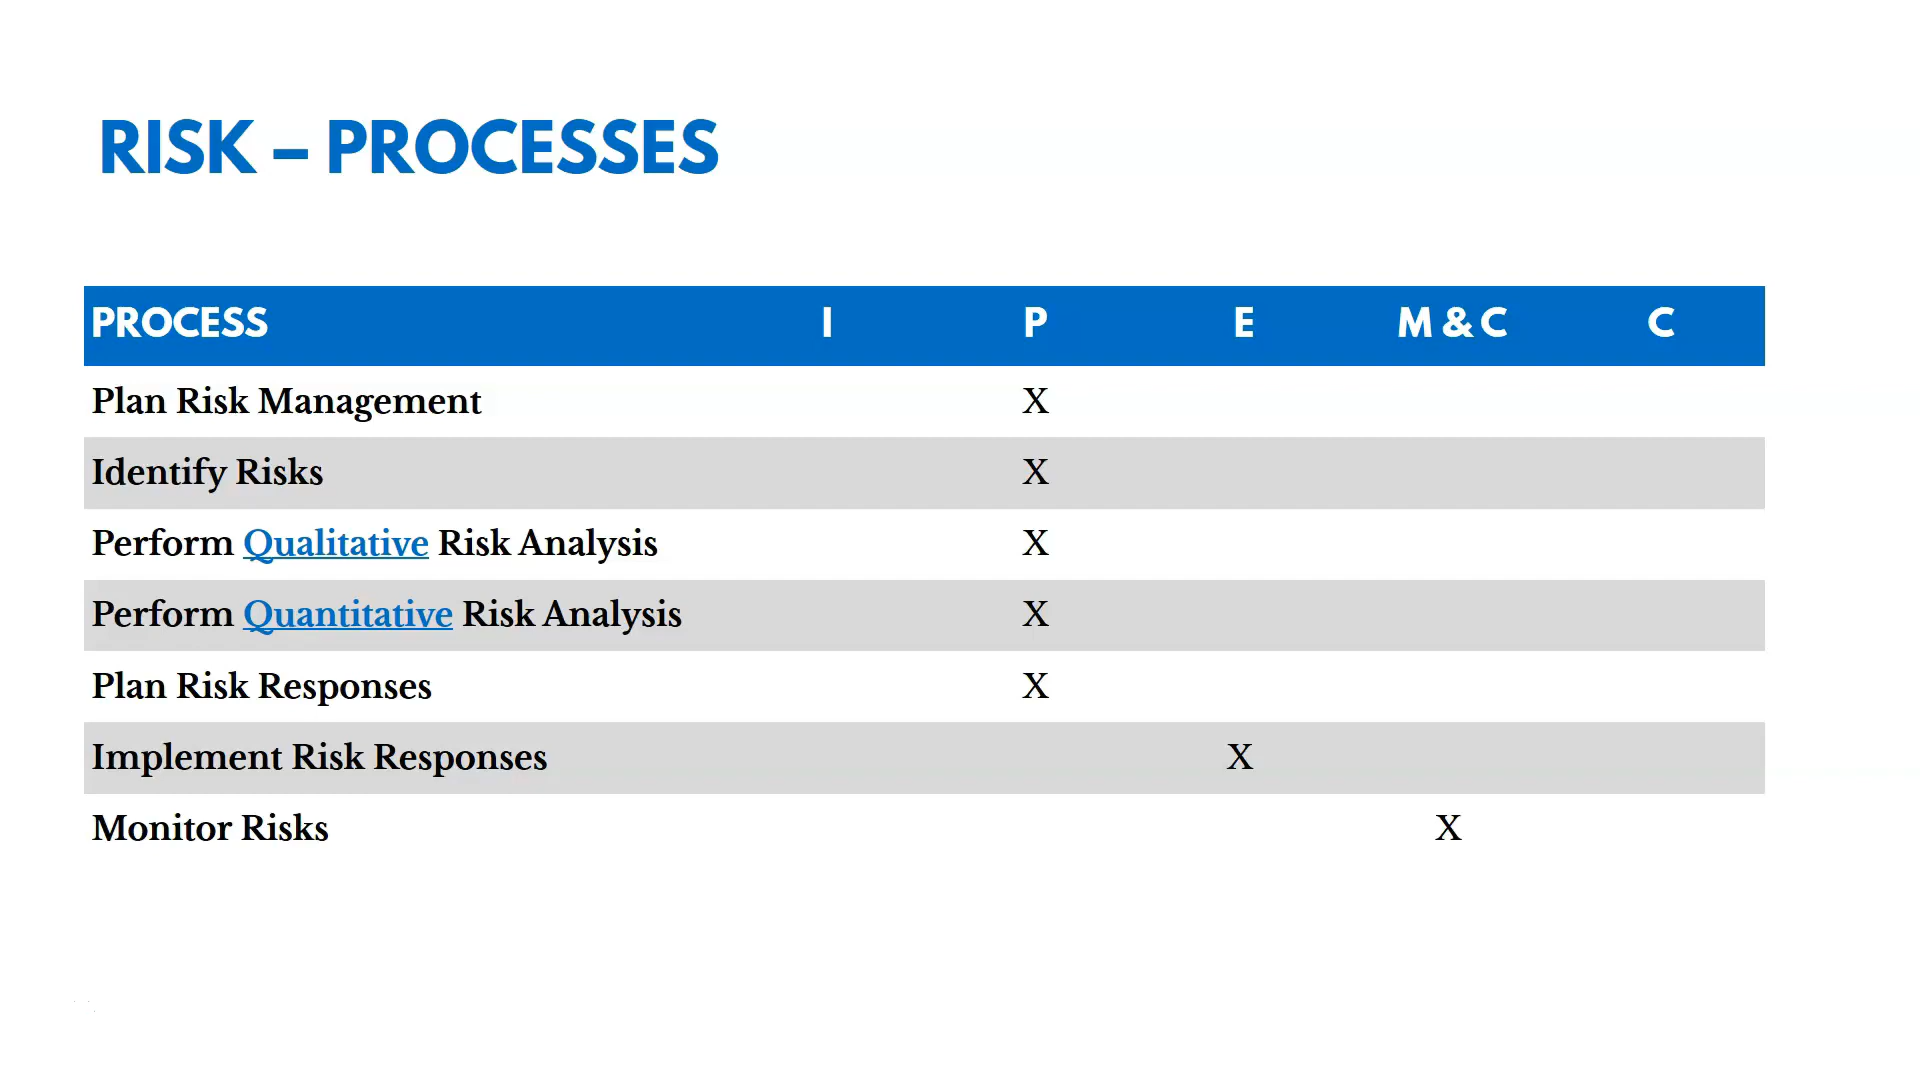 RISK – PROCESSES
PROCESS I P E M & C C
Plan Risk Management X
Identify Risks X
Perform Qualitative Risk Analysis X
Perform Quantitative Risk Analysis X
Plan Risk Responses X
Implement Risk Responses X
Monitor Risks X